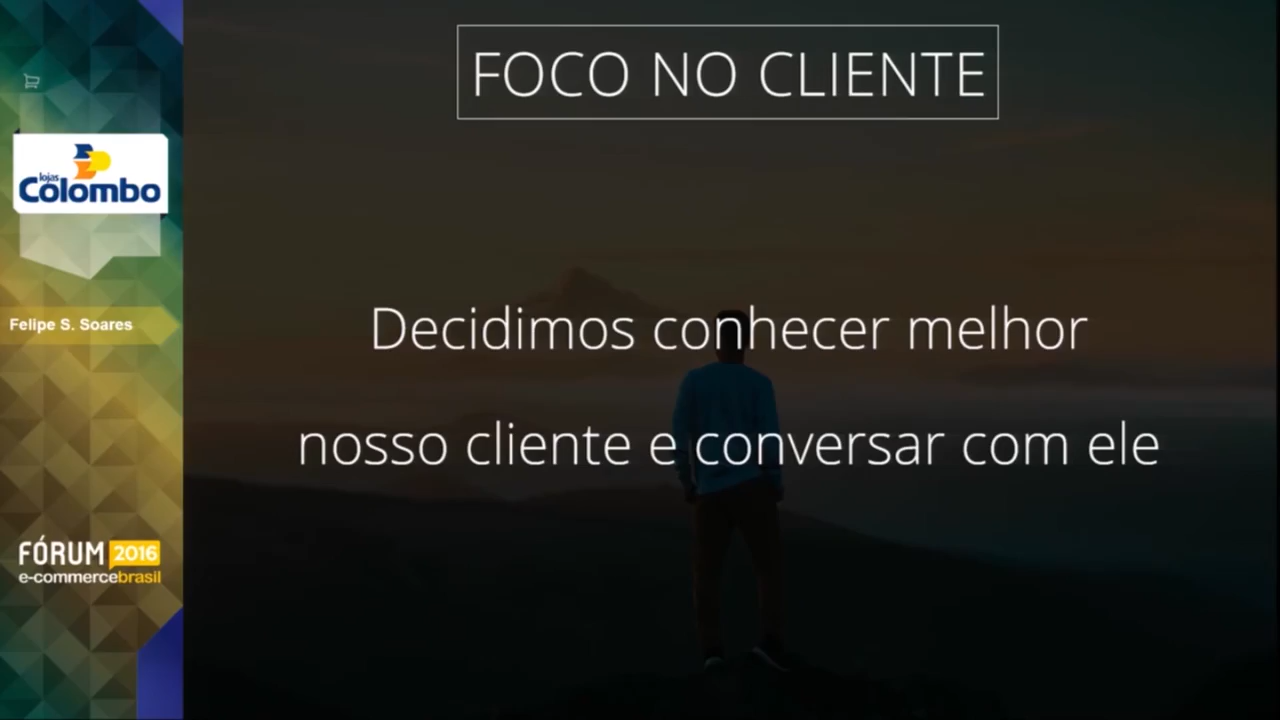 FOCO NO CLIENTE
lojas
Colombo
Felipe S. Soares
Decidimos conhecer melhor
nosso cliente e conversar com ele
FÓRUM 2016
e-commercebrasil